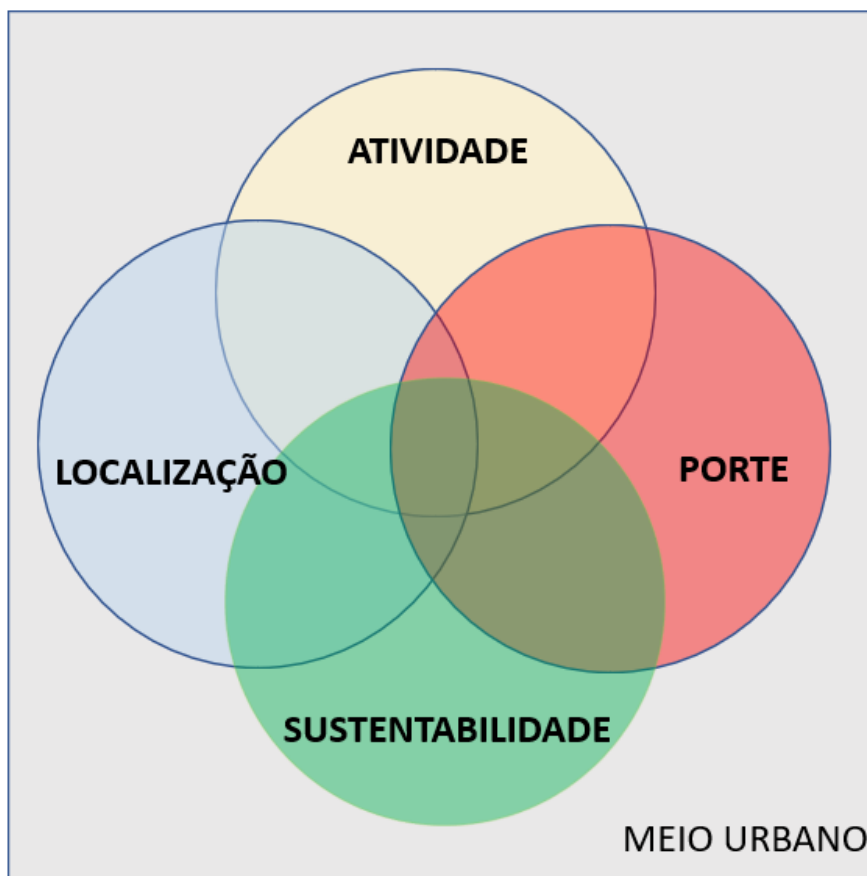 ATIVIDADE
LOCALIZAÇÃO
PORTE
SUSTENTABILIDADE
MEIO URBANO